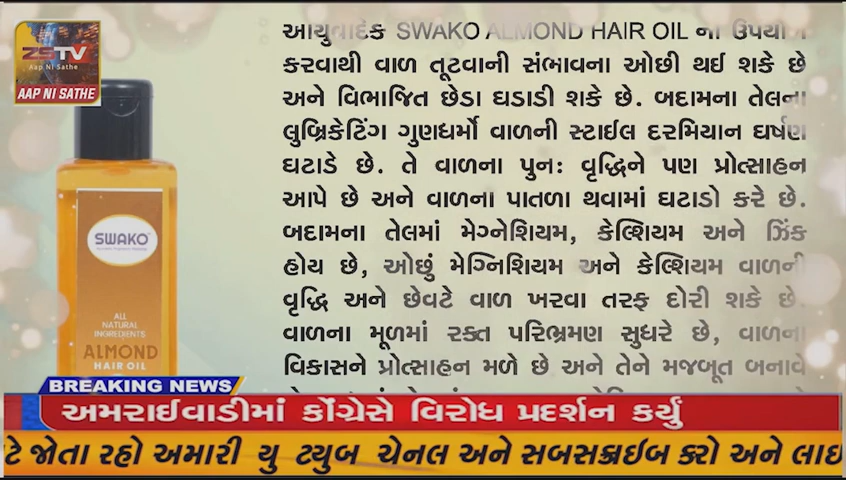 ZSTV
Aap Ni Sathe
AAP NI SATHE
આયુર્વેદિક SWAKO ALMOND HAIR OIL ના ઉપયોગ
કરવાથી વાળ તૂટવાની સંભાવના ઓછી થઈ શકે છે
અને વિભાજિત છેડા ઘડાડી શકે છે. બદામના તેલના
લુબ્રિકેટિંગ ગુણધર્મો વાળની સ્ટાઈલ દરમિયાન ઘર્ષણ
ઘટાડે છે. તે વાળના પુનઃ વૃદ્ધિને પણ પ્રોત્સાહન
આપે છે અને વાળના પાતળા થવામાં ઘટાડો કરે છે.
બદામના તેલમાં મેગ્નેશિયમ, કેલ્શિયમ અને ઝિંક
હોય છે, ઓછું મેગ્નિશિયમ અને કેલ્શિયમ વાળની
વૃદ્ધિ અને છેવટે વાળ ખરવા તરફ દોરી શકે છે.
વાળના મૂળમાં રક્ત પરિભ્રમણ સુધરે છે, વાળના
વિકાસને પ્રોત્સાહન મળે છે અને તેને મજબૂત બનાવે
SWAKO
ALL
NATURAL
INGREDIENTS
ALMOND
HAIR OIL
BREAKING NEWS
અમરાઈવાડીમાં કોંગ્રેસે વિરોધ પ્રદર્શન કર્યું
ટે જોતા રહો અમારી યુ ટ્યુબ ચેનલ અને સબસક્રાઈબ કરો અને લાઈ